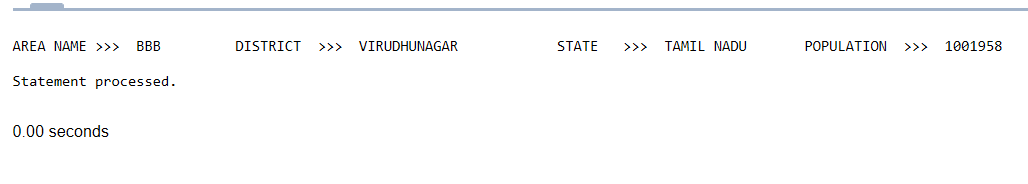 AREA NAME >>>  BBB         DISTRICT  >>>  VIRUDHUNAGAR            STATE   >>>  TAMIL NADU       POPULATION  >>>  1001958
Statement processed.
0.00 seconds